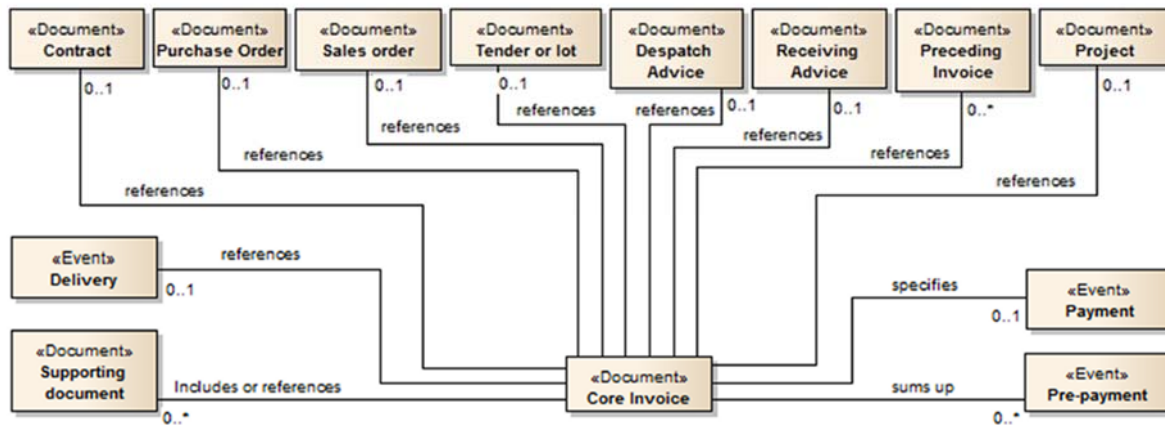 «Document»
Contract
«Document»
Purchase Order
«Document»
Sales order
«Document»
Tender or lot
«Document»
Despatch
Advice
«Document»
Receiving
Advice
«Document»
Preceding
Invoice
«Document»
Project
0..1
0..1
0..1
0..1
0..1
0..1
0..*
0..1
references
references
references
references
references
references
references
references
«Event»
Delivery
references
0..1
specifies
«Event»
Payment
0..1
«Document»
Supporting
document
Includes or references
0..*
«Document»
Core Invoice
sums up
«Event»
Pre-payment
0..*